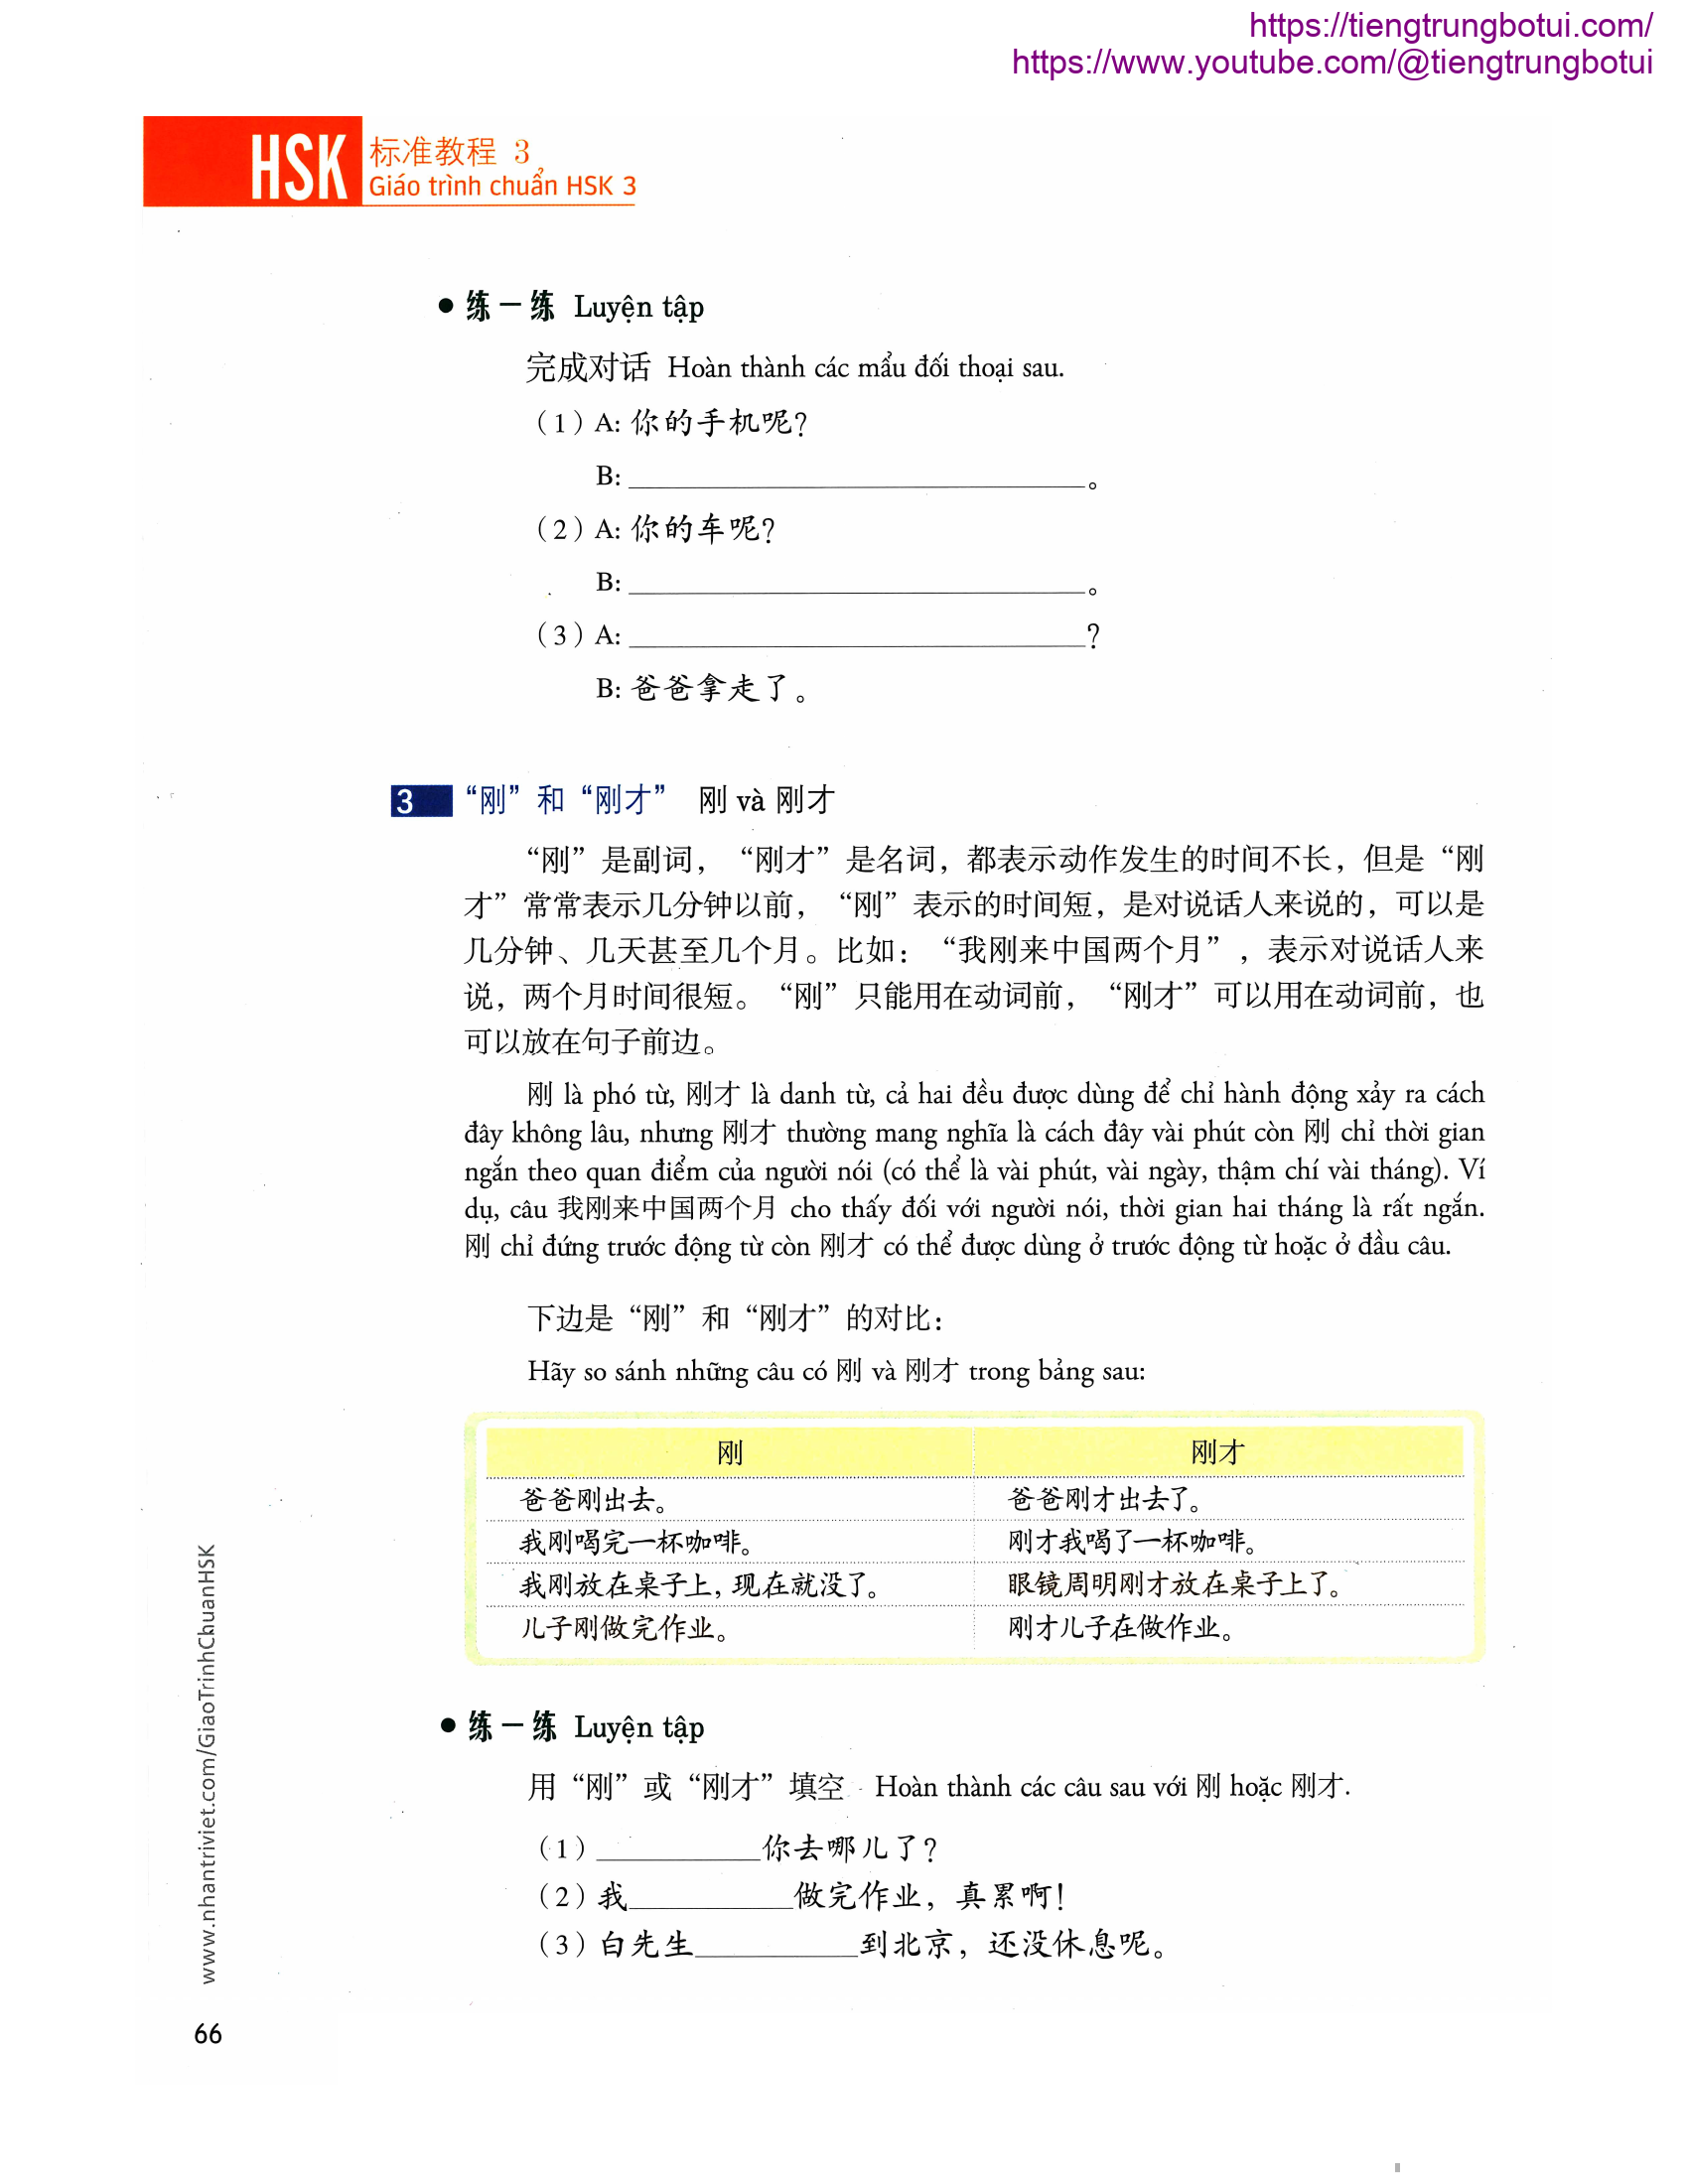 https://tiengtrungbotui.com/
https://www.youtube.com/@tiengtrungbotui
HSK 标准教程 3
Giáo trình chuẩn HSK 3
● 练一练 Luyện tập
完成对话 Hoàn thành các mẩu đối thoại sau.
（1）A: 你的手机呢？
B: ______________________________。
（2）A: 你的车呢？
B: ______________________________。
（3）A: ______________________________？
B: 爸爸拿走了。
3 “刚”和“刚才” 刚 và 刚才
“刚”是副词，“刚才”是名词，都表示动作发生的时间不长，但是“刚
才”常常表示几分钟以前，“刚”表示的时间短，是对说话人来说的，可以是
几分钟、几天甚至几个月。比如：“我刚来中国两个月”，表示对说话人来
说，两个月时间很短。“刚”只能用在动词前，“刚才”可以用在动词前，也
可以放在句子前边。
刚 là phó từ, 刚才 là danh từ, cả hai đều được dùng để chỉ hành động xảy ra cách
đây không lâu, nhưng 刚才 thường mang nghĩa là cách đây vài phút còn 刚 chỉ thời gian
ngắn theo quan điểm của người nói (có thể là vài phút, vài ngày, thậm chí vài tháng). Ví
dụ, câu 我刚来中国两个月 cho thấy đối với người nói, thời gian hai tháng là rất ngắn.
刚 chỉ đứng trước động từ còn 刚才 có thể được dùng ở trước động từ hoặc ở đầu câu.
下边是“刚”和“刚才”的对比：
Hãy so sánh những câu có 刚 và 刚才 trong bảng sau:
刚 刚才
爸爸刚出去。 爸爸刚才出去了。
我刚喝完一杯咖啡。 刚才我喝了一杯咖啡。
我刚放在桌子上，现在就没了。 眼镜周明刚才放在桌子上了。
儿子刚做完作业。 刚才儿子在做作业。
● 练一练 Luyện tập
用“刚”或“刚才”填空 Hoàn thành các câu sau với 刚 hoặc 刚才.
（1）__________你去哪儿了？
（2）我__________做完作业，真累啊！
（3）白先生__________到北京，还没休息呢。
www.nhantriviet.com/GiaoTrinhChuanHSK
66